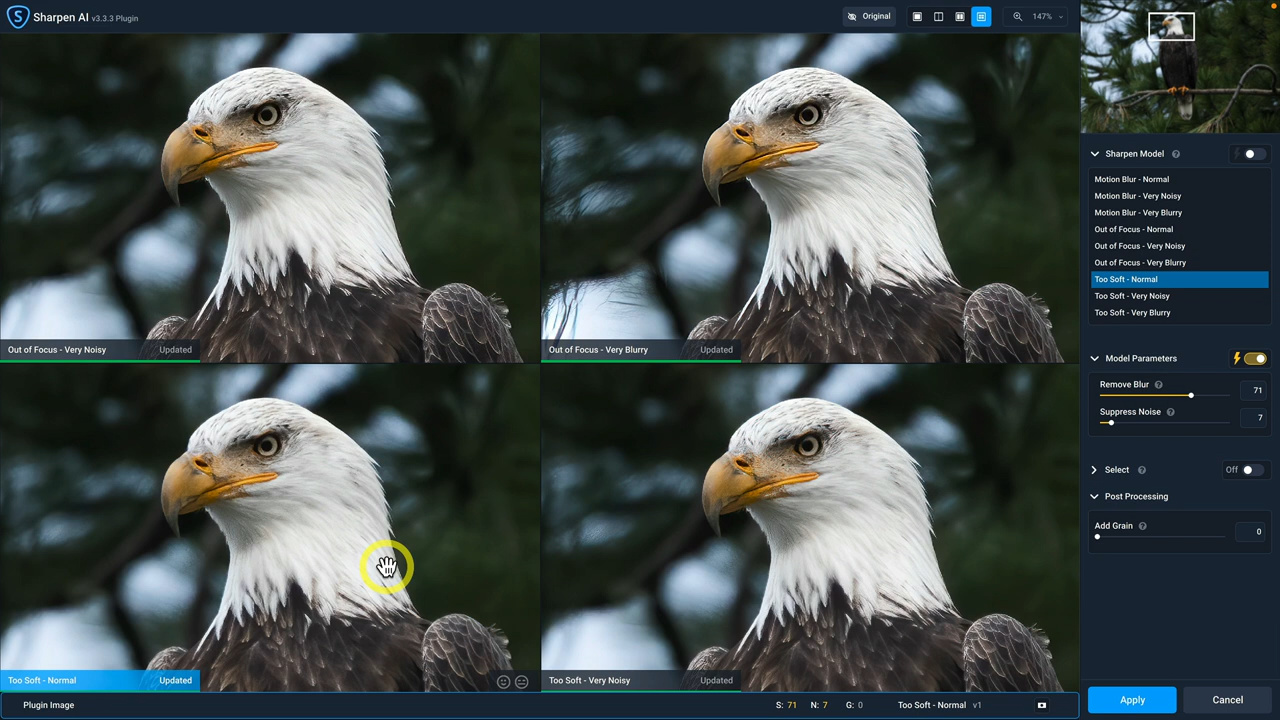 Sharpen AI v3.3.3 Plugin
Original
147%
Out of Focus - Very Noisy Updated
Out of Focus - Very Blurry Updated
Too Soft - Normal Updated
Too Soft - Very Noisy Updated
Plugin Image
S: 71 N: 7 G: 0 Too Soft - Normal v1
Sharpen Model
Motion Blur - Normal
Motion Blur - Very Noisy
Motion Blur - Very Blurry
Out of Focus - Normal
Out of Focus - Very Noisy
Out of Focus - Very Blurry
Too Soft - Normal
Too Soft - Very Noisy
Too Soft - Very Blurry
Model Parameters
Remove Blur 71
Suppress Noise 7
Select Off
Post Processing
Add Grain 0
Apply Cancel